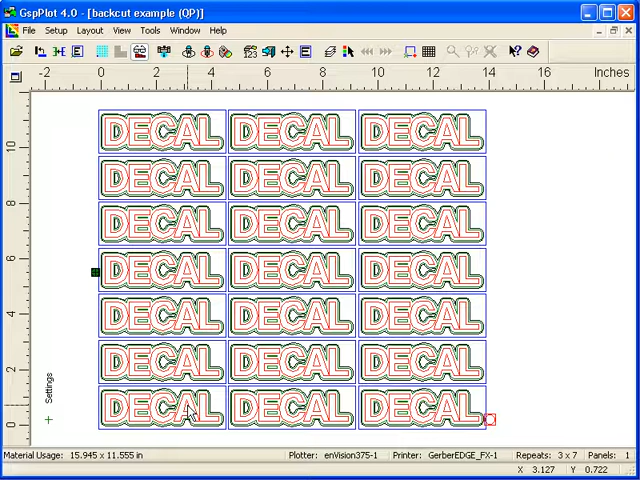 GspPlot 4.0 - [backcut example (QP)]
File Setup Layout View Tools Window Help
123
-2 0 2 4 6 8 10 12 14 16 Inches
10
8
6
4
2
0
DECAL DECAL DECAL
DECAL DECAL DECAL
DECAL DECAL DECAL
DECAL DECAL DECAL
DECAL DECAL DECAL
DECAL DECAL DECAL
DECAL DECAL DECAL
Settings
Material Usage: 15.945 x 11.555 in Plotter: enVision375-1 Printer: GerberEDGE_FX-1 Repeats: 3 x 7 Panels: 1
X 3.127 Y 0.722